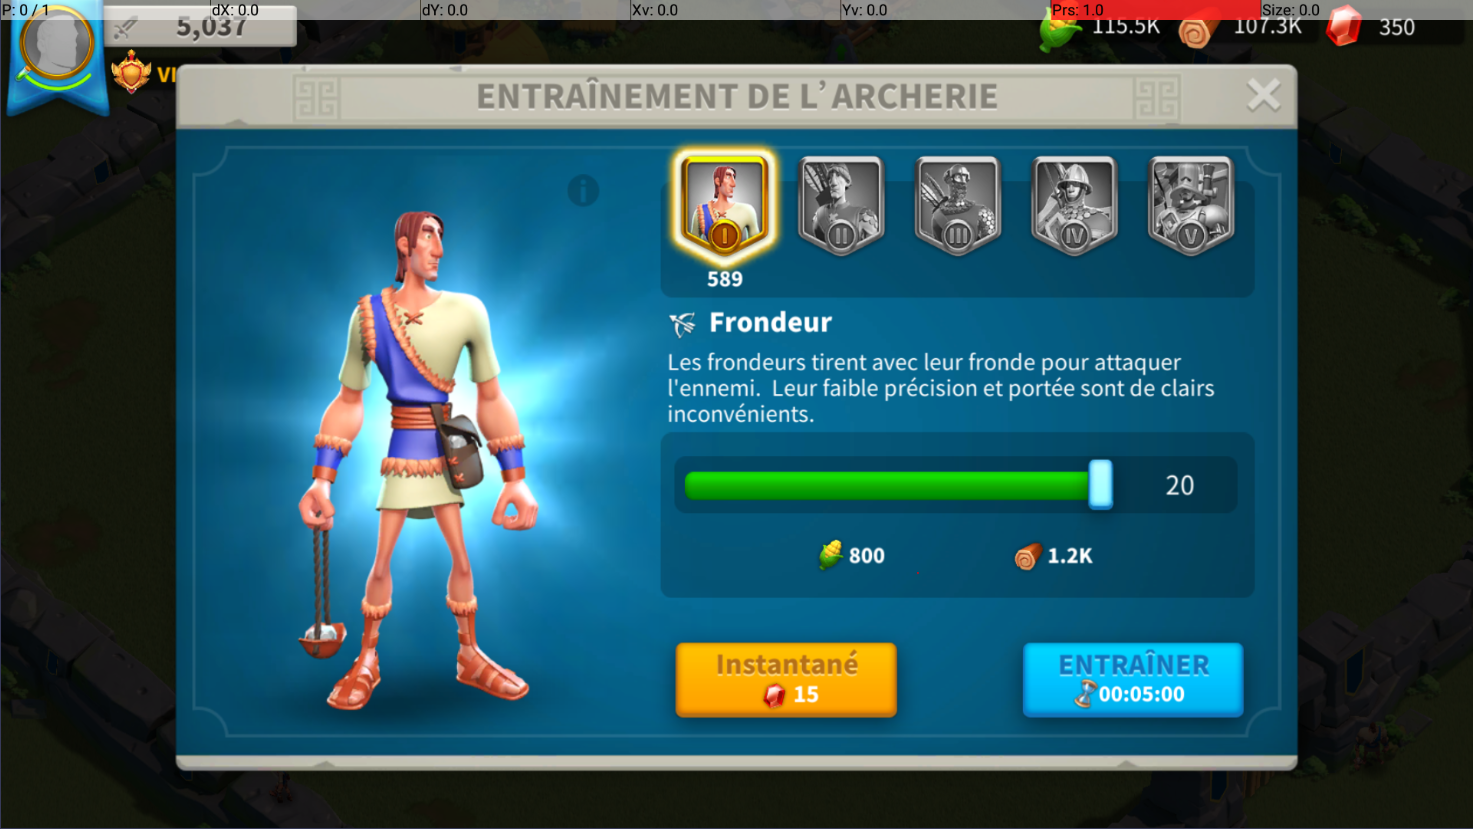 P: 0 / 1 dX: 0.0 dY: 0.0 Xv: 0.0 Yv: 0.0 Prs: 1.0 Size: 0.0
5,037 115.5K 107.3K 350
ENTRAÎNEMENT DE L'ARCHERIE
I II III IV V
589
Frondeur
Les frondeurs tirent avec leur fronde pour attaquer
l'ennemi. Leur faible précision et portée sont de clairs
inconvénients.
20
800 1.2K
Instantané ENTRAÎNER
15 00:05:00